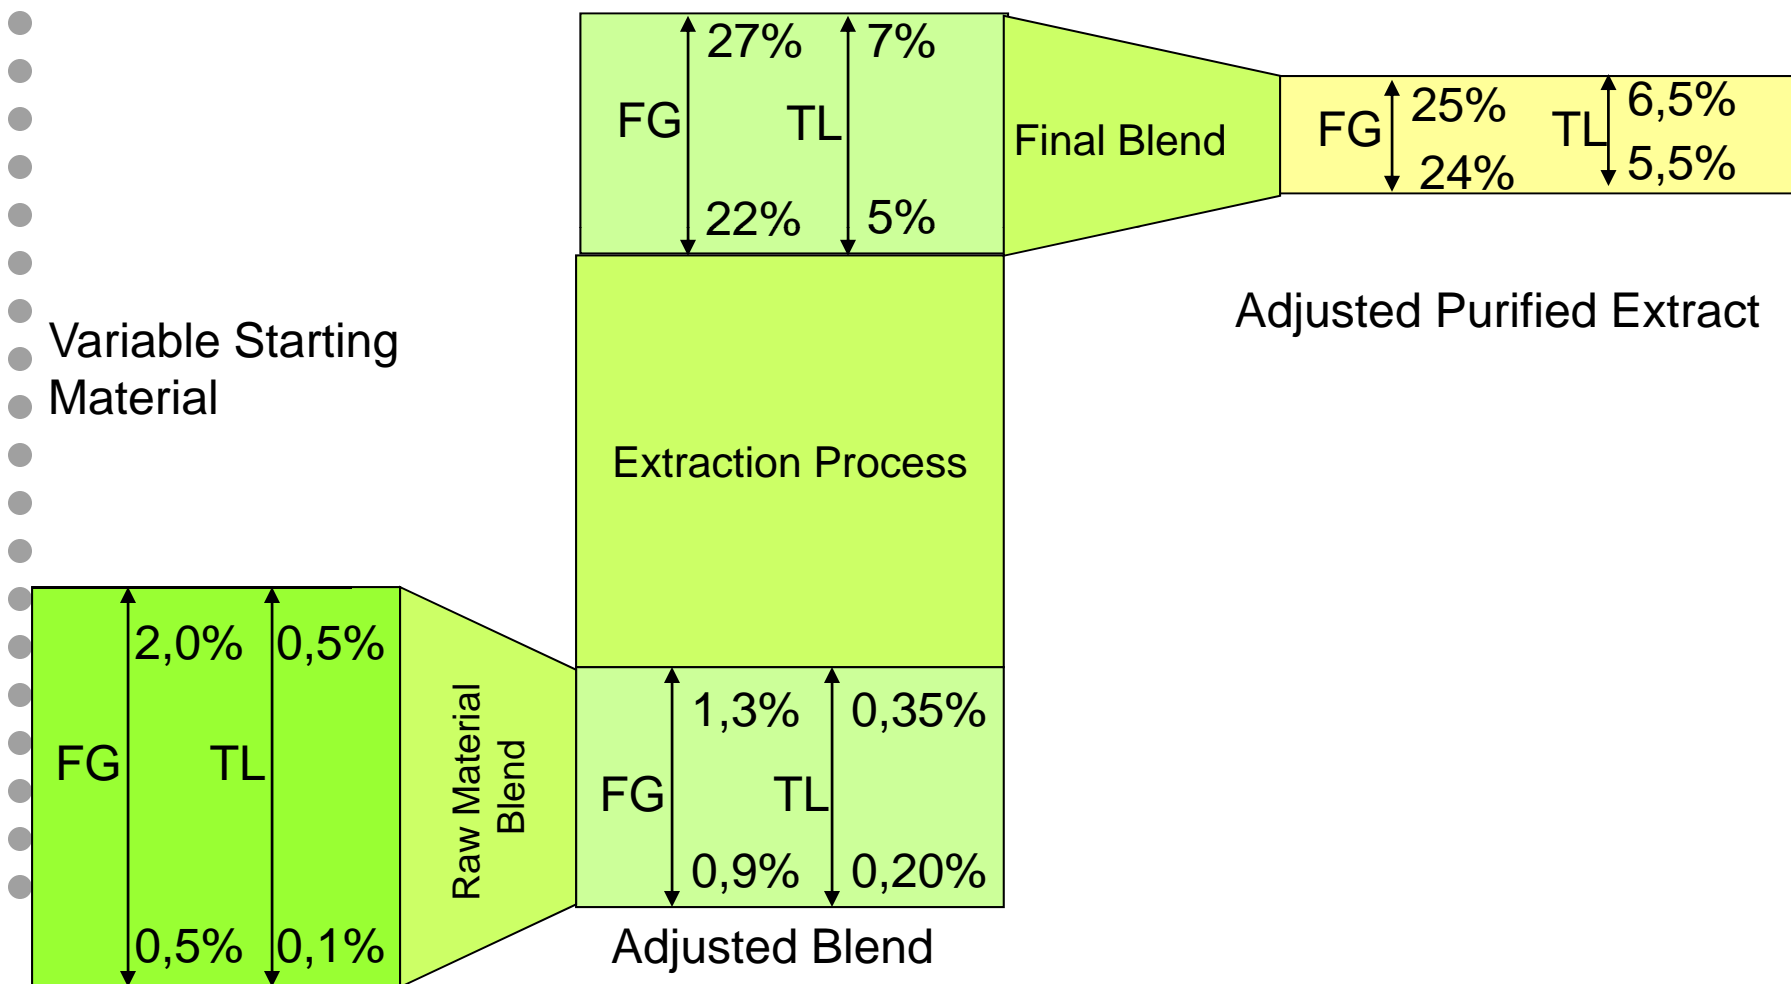 27%
7%
FG
TL
22%
5%
Final Blend
FG
25%
24%
TL
6,5%
5,5%
Adjusted Purified Extract
Variable Starting
Material
Extraction Process
2,0%
0,5%
FG
TL
0,5%
0,1%
Raw Material
Blend
1,3%
0,35%
FG
TL
0,9%
0,20%
Adjusted Blend